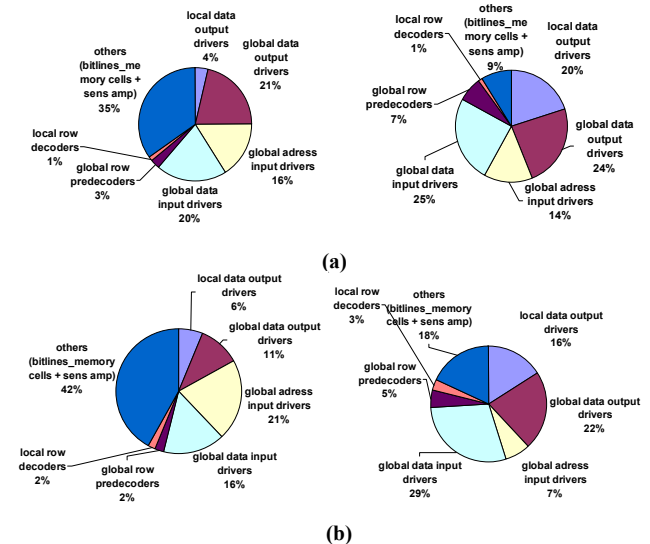 local data
output
drivers
4%
global data
output
drivers
21%
global adress
input drivers
16%
global data
input drivers
20%
global row
predecoders
3%
local row
decoders
1%
others
(bitlines_me
mory cells +
sens amp)
35%
others
(bitlines_me
mory cells +
sens amp)
9%
local data
output
drivers
20%
global data
output
drivers
24%
global adress
input drivers
14%
global data
input drivers
25%
global row
predecoders
7%
local row
decoders
1%
(a)
local data output
drivers
6%
global data output
drivers
11%
global adress
input drivers
21%
global data input
drivers
16%
global row
predecoders
2%
local row
decoders
2%
others
(bitlines_memory
cells + sens amp)
42%
others
(bitlines_memory
cells + sens amp)
18%
local data output
drivers
16%
global data output
drivers
22%
global adress
input drivers
7%
global data input
drivers
29%
global row
predecoders
5%
local row
decoders
3%
(b)